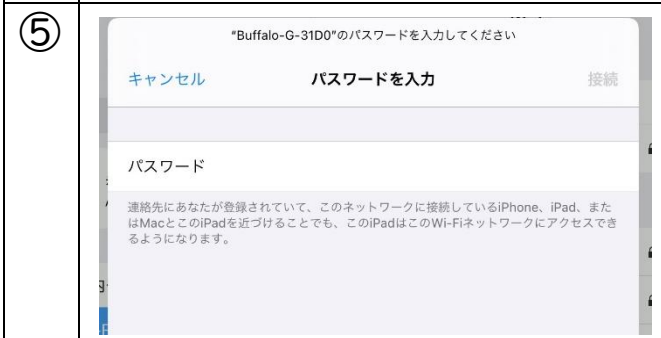 ⑤
"Buffalo-G-31D0"のパスワードを入力してください
キャンセル パスワードを入力 接続
パスワード
連絡先にあなたが登録されていて、このネットワークに接続しているiPhone、iPad、また
はMacとこのiPadを近づけることでも、このiPadはこのWi-Fiネットワークにアクセスでき
るようになります。